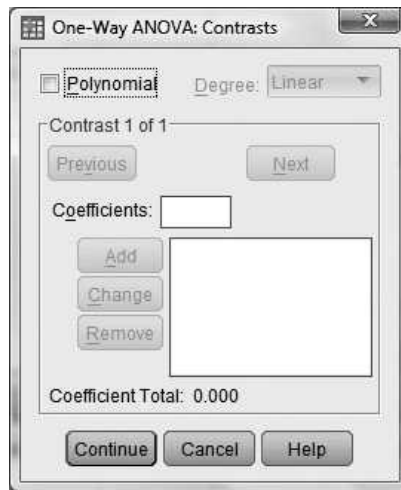 One-Way ANOVA: Contrasts
Polynomial Degree: Linear
Contrast 1 of 1
Previous Next
Coefficients:
Add
Change
Remove
Coefficient Total: 0.000
Continue Cancel Help